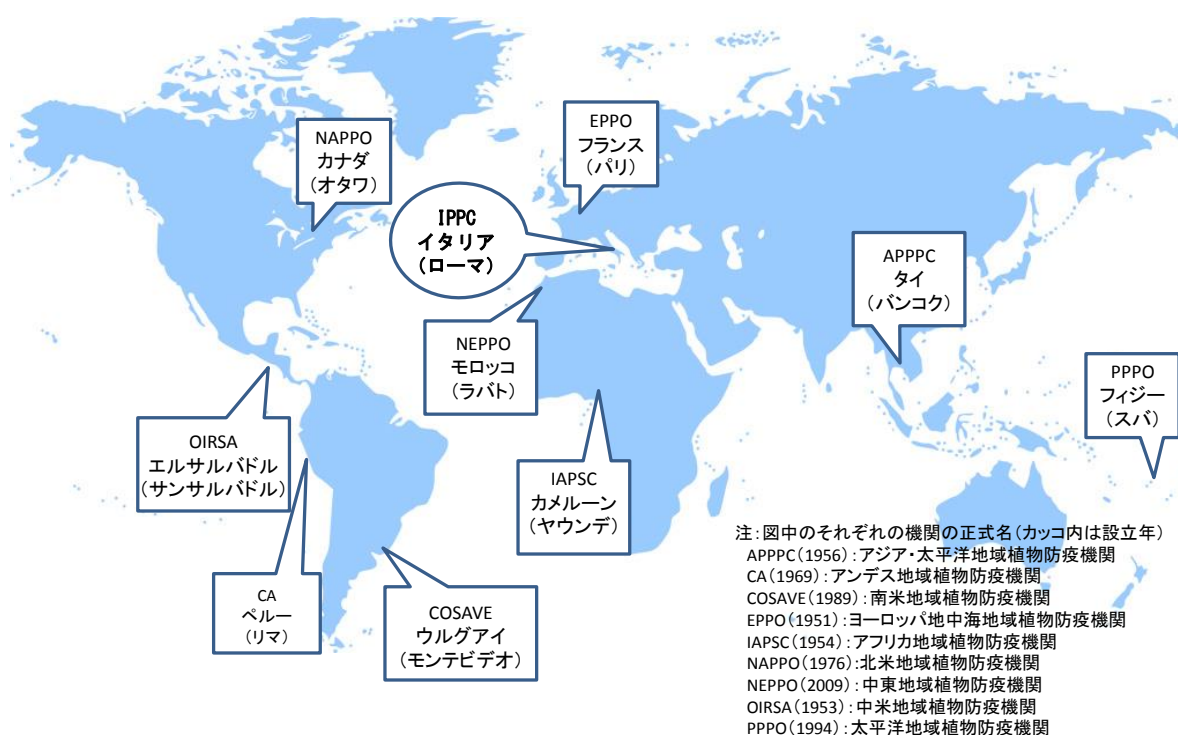 NAPPO
カナダ
(オタワ)
EPPO
フランス
(パリ)
IPPC
イタリア
(ローマ)
APPPC
タイ
(バンコク)
NEPPO
モロッコ
(ラバト)
PPPO
フィジー
(スバ)
OIRSA
エルサルバドル
(サンサルバドル)
IAPSC
カメルーン
(ヤウンデ)
CA
ペルー
(リマ)
COSAVE
ウルグアイ
(モンテビデオ)
注:図中のそれぞれの機関の正式名(カッコ内は設立年)
APPPC(1956):アジア・太平洋地域植物防疫機関
CA(1969):アンデス地域植物防疫機関
COSAVE(1989):南米地域植物防疫機関
EPPO(1951):ヨーロッパ地中海地域植物防疫機関
IAPSC(1954):アフリカ地域植物防疫機関
NAPPO(1976):北米地域植物防疫機関
NEPPO(2009):中東地域植物防疫機関
OIRSA(1953):中米地域植物防疫機関
PPPO(1994):太平洋地域植物防疫機関